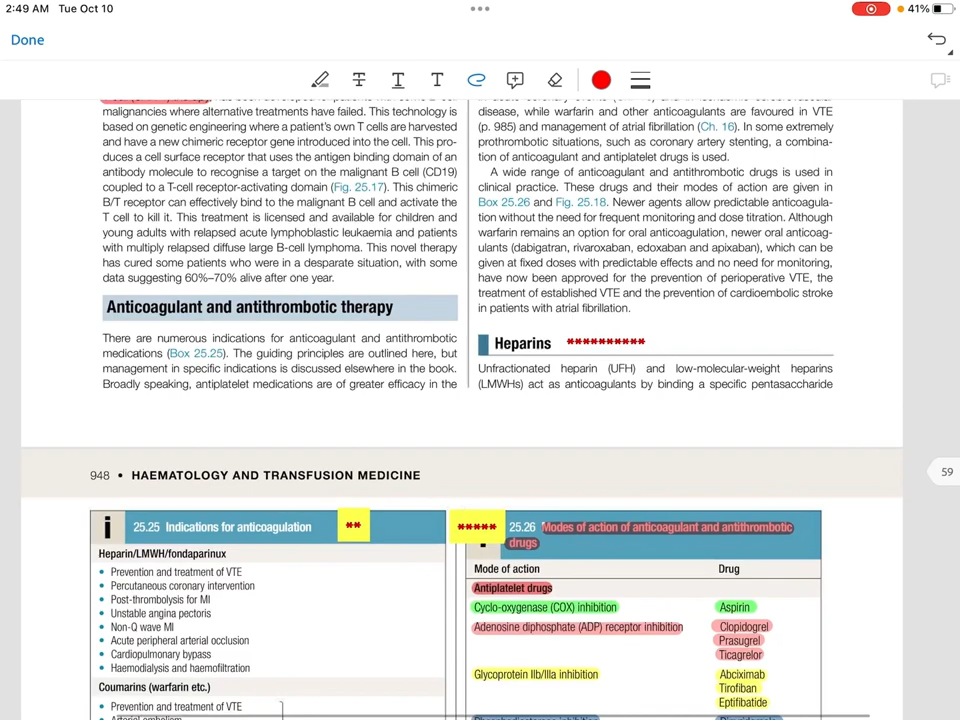 2:49 AM Tue Oct 10
41%
Done
malignancies where alternative treatments have failed. This technology is
based on genetic engineering where a patient's own T cells are harvested
and have a new chimeric receptor gene introduced into the cell. This pro-
duces a cell surface receptor that uses the antigen binding domain of an
antibody molecule to recognise a target on the malignant B cell (CD19)
coupled to a T-cell receptor-activating domain (Fig. 25.17). This chimeric
B/T receptor can effectively bind to the malignant B cell and activate the
T cell to kill it. This treatment is licensed and available for children and
young adults with relapsed acute lymphoblastic leukaemia and patients
with multiply relapsed diffuse large B-cell lymphoma. This novel therapy
has cured some patients who were in a desperate situation, with some
data suggesting 60%–70% alive after one year.
Anticoagulant and antithrombotic therapy
There are numerous indications for anticoagulant and antithrombotic
medications (Box 25.25). The guiding principles are outlined here, but
management in specific indications is discussed elsewhere in the book.
Broadly speaking, antiplatelet medications are of greater efficacy in the
disease, while warfarin and other anticoagulants are favoured in VTE
(p. 985) and management of atrial fibrillation (Ch. 16). In some extremely
prothrombotic situations, such as coronary artery stenting, a combina-
tion of anticoagulant and antiplatelet drugs is used.
A wide range of anticoagulant and antithrombotic drugs is used in
clinical practice. These drugs and their modes of action are given in
Box 25.26 and Fig. 25.18. Newer agents allow predictable anticoagula-
tion without the need for frequent monitoring and dose titration. Although
warfarin remains an option for oral anticoagulation, newer oral anticoag-
ulants (dabigatran, rivaroxaban, edoxaban and apixaban), which can be
given at fixed doses with predictable effects and no need for monitoring,
have now been approved for the prevention of perioperative VTE, the
treatment of established VTE and the prevention of cardioembolic stroke
in patients with atrial fibrillation.
Heparins **********
Unfractionated heparin (UFH) and low-molecular-weight heparins
(LMWHs) act as anticoagulants by binding a specific pentasaccharide
59
948 • HAEMATOLOGY AND TRANSFUSION MEDICINE
i 25.25 Indications for anticoagulation **
Heparin/LMWH/fondaparinux
• Prevention and treatment of VTE
• Percutaneous coronary intervention
• Post-thrombolysis for MI
• Unstable angina pectoris
• Non-Q wave MI
• Acute peripheral arterial occlusion
• Cardiopulmonary bypass
• Haemodialysis and haemofiltration
Coumarins (warfarin etc.)
• Prevention and treatment of VTE
***** 25.26 Modes of action of anticoagulant and antithrombotic
drugs
Mode of action Drug
Antiplatelet drugs
Cyclo-oxygenase (COX) inhibition Aspirin
Adenosine diphosphate (ADP) receptor inhibition Clopidogrel
Prasugrel
Ticagrelor
Glycoprotein IIb/IIIa inhibition Abciximab
Tirofiban
Eptifibatide